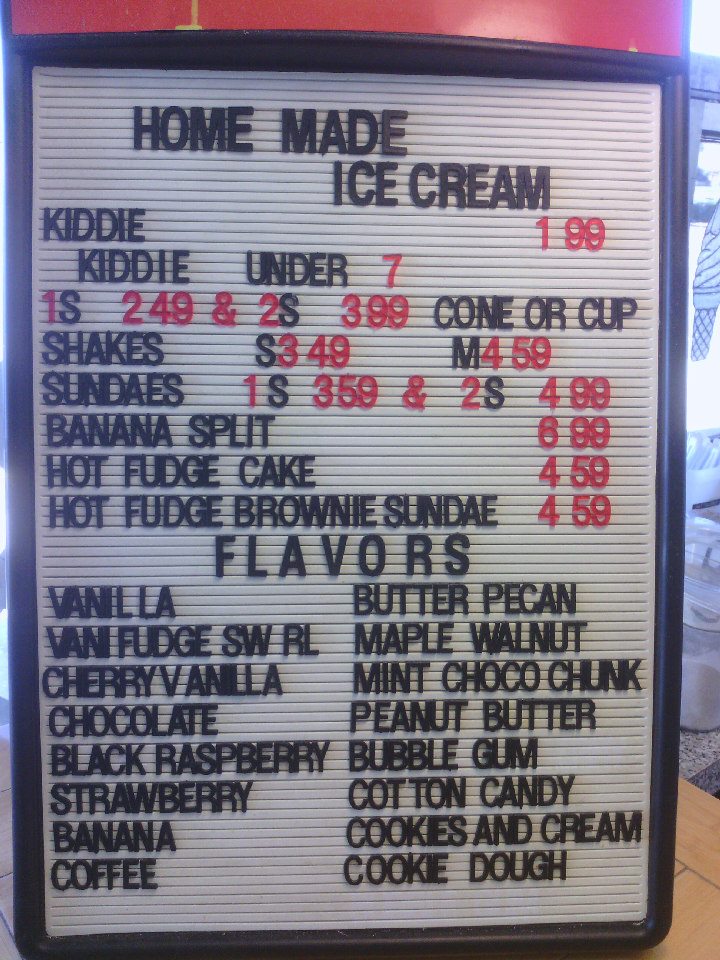 HOME MADE
ICE CREAM
KIDDIE 1 99
KIDDIE UNDER 7
1S 2 49 & 2S 3 99 CONE OR CUP
SHAKES S 3 49 M 4 59
SUNDAES 1 S 3 59 & 2S 4 99
BANANA SPLIT 6 99
HOT FUDGE CAKE 4 59
HOT FUDGE BROWNIE SUNDAE 4 59
FLAVORS
VANILLA BUTTER PECAN
VANI FUDGE SW RL MAPLE WALNUT
CHERRY VANILLA MINT CHOCO CHUNK
CHOCOLATE PEANUT BUTTER
BLACK RASPBERRY BUBBLE GUM
STRAWBERRY COTTON CANDY
BANANA COOKIES AND CREAM
COFFEE COOKIE DOUGH